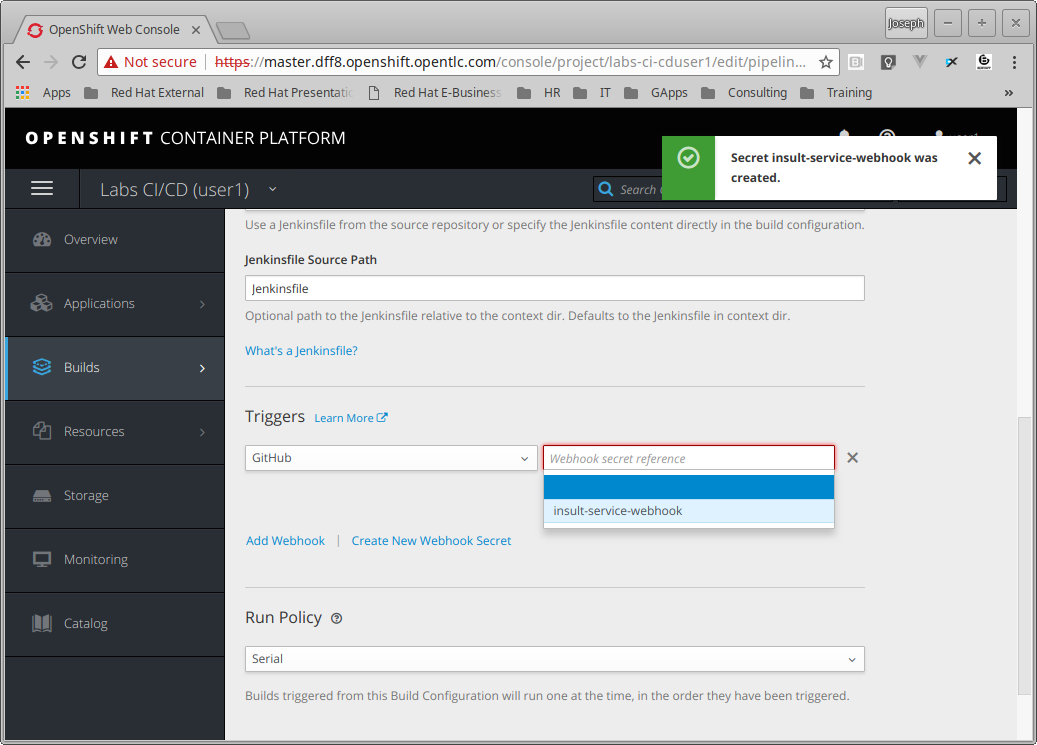 OpenShift Web Console
Joseph
Not secure https://master.dff8.openshift.opentlc.com/console/project/labs-ci-cduser1/edit/pipelin...
Apps Red Hat External Red Hat Presentatio Red Hat E-Business HR IT GApps Consulting Training »
OPENSHIFT CONTAINER PLATFORM
Secret insult-service-webhook was
created.
Labs CI/CD (user1)
Search
Overview
Applications
Builds
Resources
Storage
Monitoring
Catalog
Use a Jenkinsfile from the source repository or specify the Jenkinsfile content directly in the build configuration.
Jenkinsfile Source Path
Jenkinsfile
Optional path to the Jenkinsfile relative to the context dir. Defaults to the Jenkinsfile in context dir.
What's a Jenkinsfile?
Triggers Learn More
GitHub
Webhook secret reference
insult-service-webhook
Add Webhook | Create New Webhook Secret
Run Policy
Serial
Builds triggered from this Build Configuration will run one at the time, in the order they have been triggered.